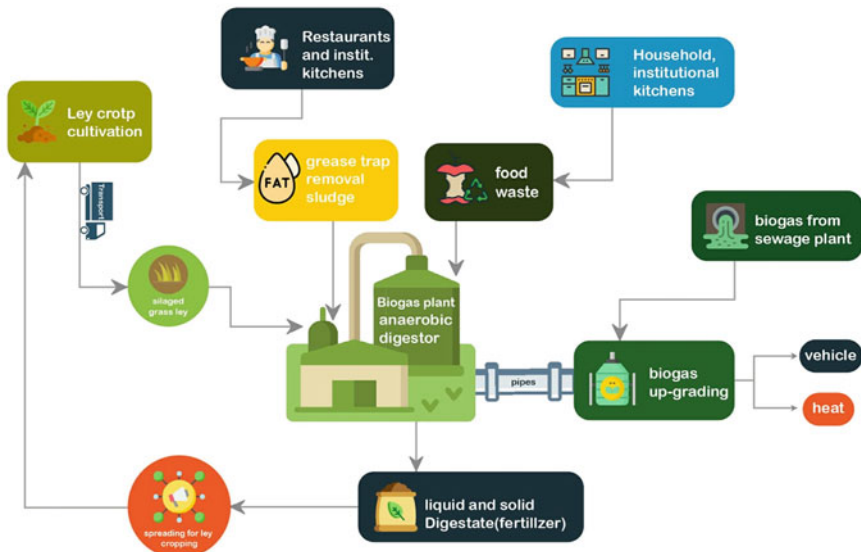 Restaurants
and instit.
kitchens
Household,
institutional
kitchens
Ley crotp
cultivation
Transport
FAT
grease trap
removal
sludge
food
waste
biogas from
sewage plant
silaged
grass ley
Biogas plant
anaerobic
digestor
pipes
biogas
up-grading
vehicle
heat
liquid and solid
Digestate(fertillzer)
spreading for ley
cropping